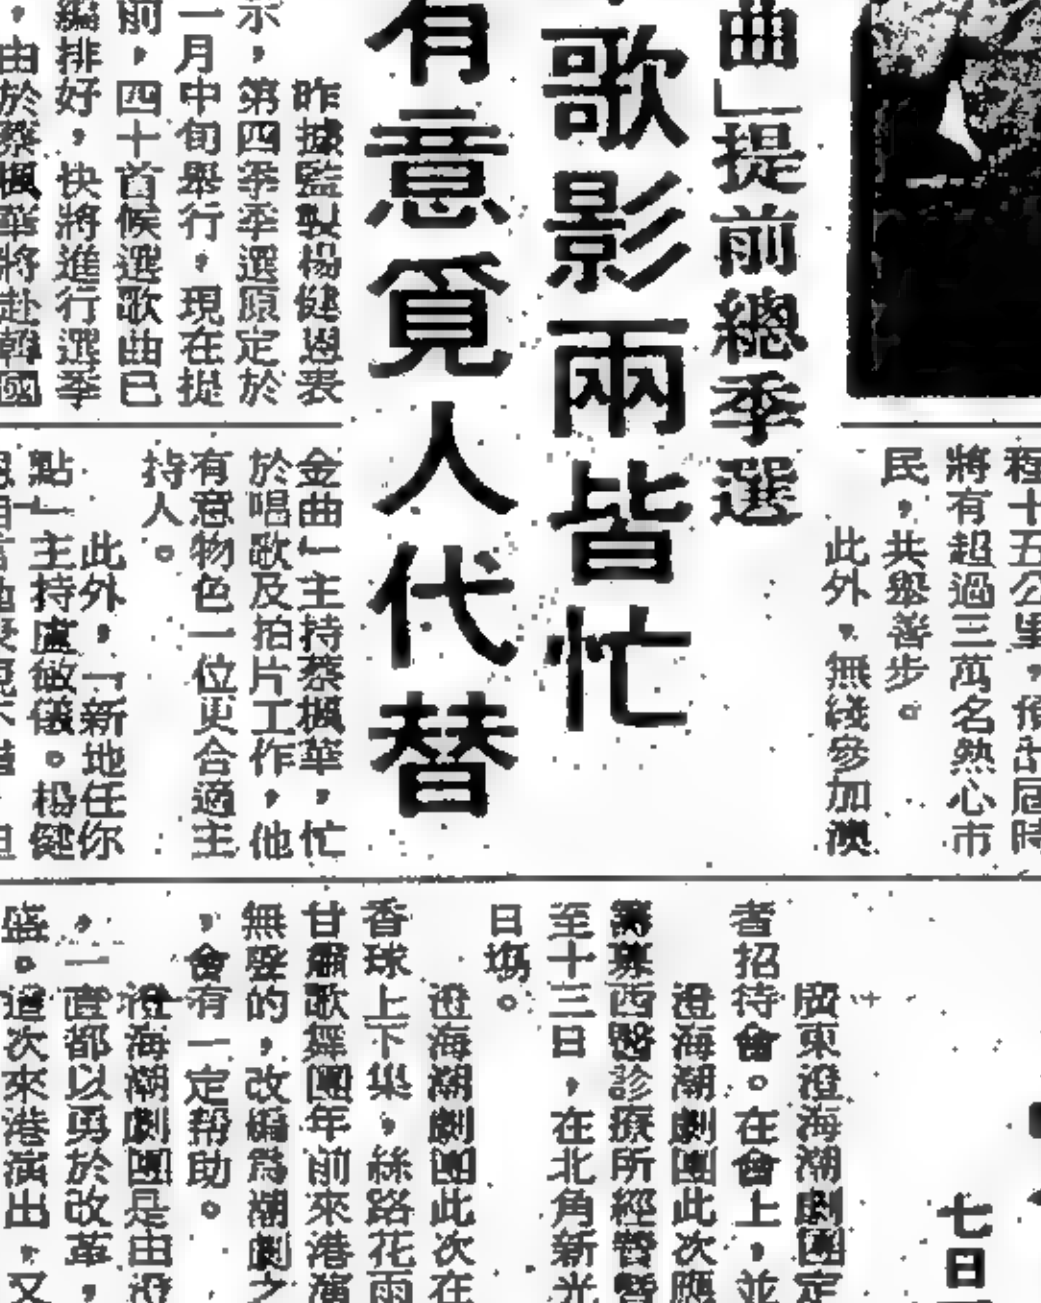 曲」提前總季選
歌影兩皆忙
有意覓人代替
昨據監製楊健恩表
示，第四季季選原定於
一月中旬舉行，現在提
前，四十首候選歌曲已
編排好，快將進行選季
，由於蔡楓華將赴韓國
金曲」主持蔡楓華，忙
於唱歌及拍片工作，他
有意物色一位更合適主
持人。
此外，「新地任你
點」主持盧敏儀。楊健
程十五公里，預計屆時
將有超過三萬名熱心市
民，共舉善步。
此外，無綫參加澳
廣東澄海潮劇團定
者招待會。在會上，並
澄海潮劇團此次應
西醫診療所經營
至十三日，在北角新光
日場。
澄海潮劇團此次在
香球上下集，絲路花雨
甘肅歌舞團年前來港演
無聲的，改編爲潮劇之
，會有一定幫助。
澄海潮劇團是由澄
，一直都以勇於改革，
盛。這次來港演出，又
七日